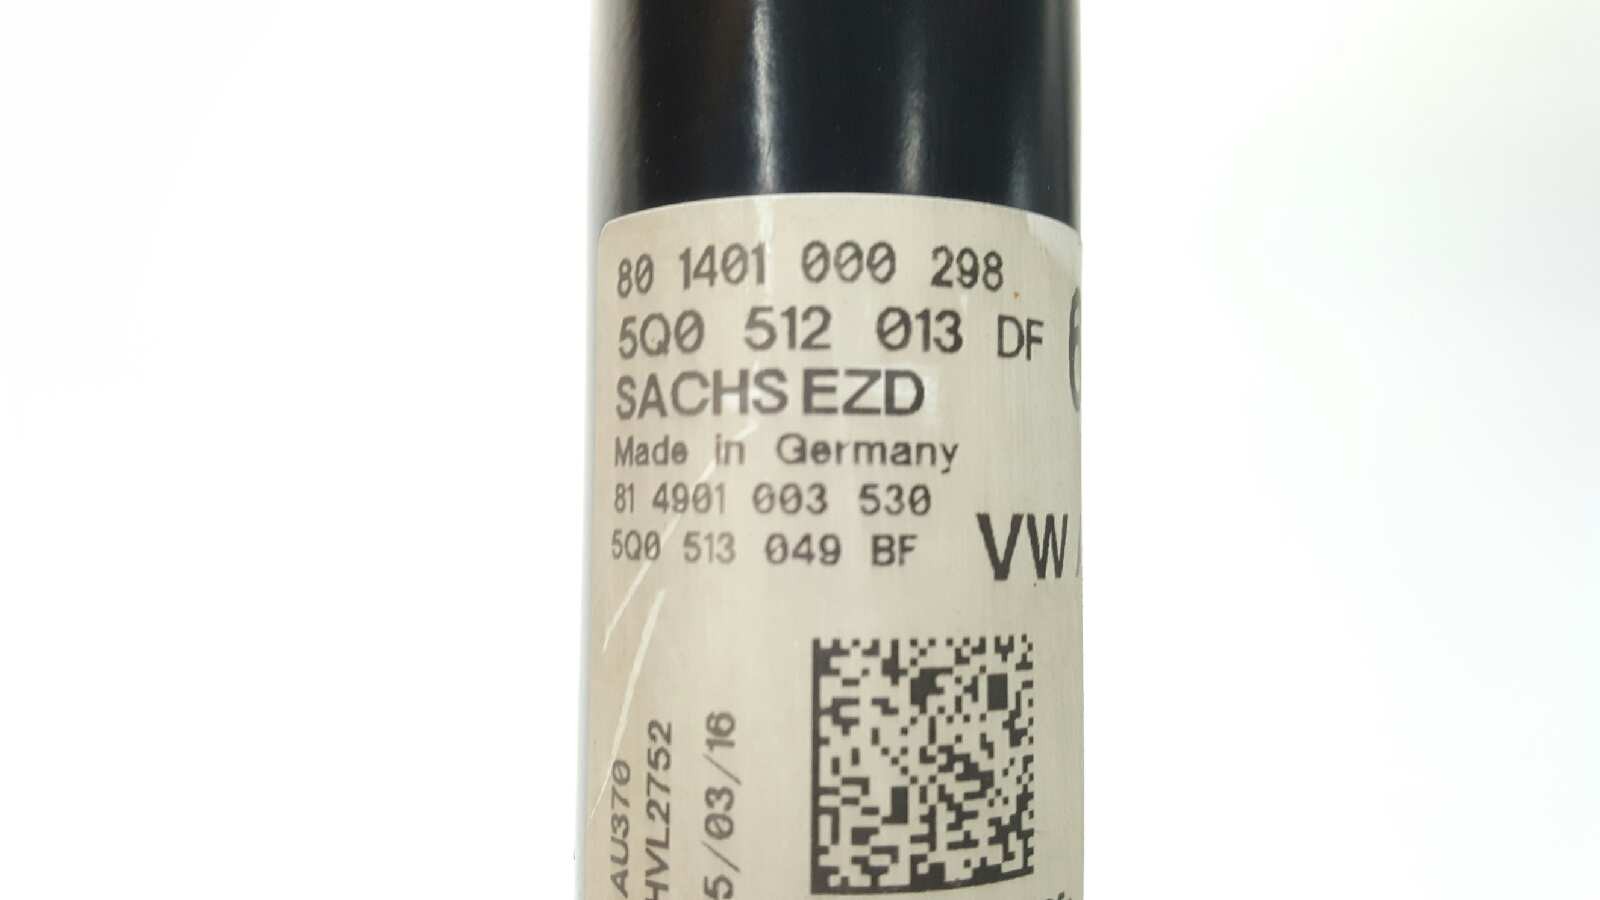 80 1401 000 298
5Q0 512 013 DF
SACHS EZD
Made in Germany
81 4901 003 530
5Q0 513 049 BF
VW
AU370
HVL2752
5/03/16